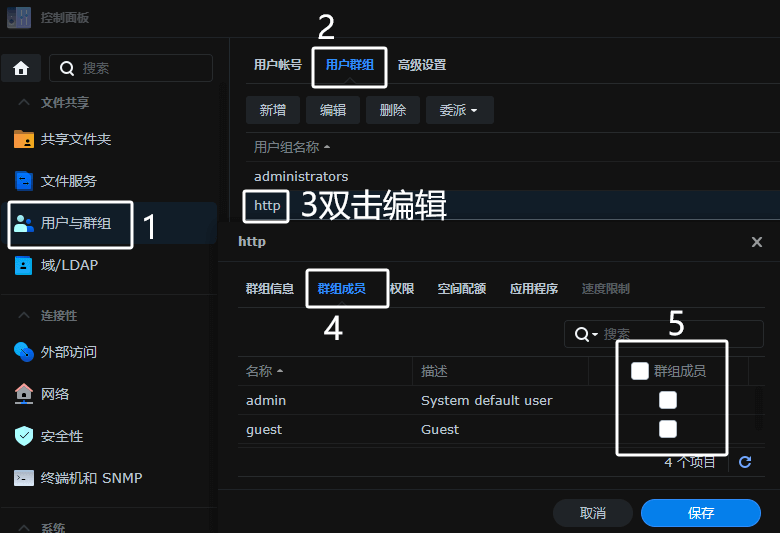 控制面板
2
搜索
用户帐号 用户群组 高级设置
文件共享
新增 编辑 删除 委派
共享文件夹
用户组名称
文件服务
administrators
http
3双击编辑
用户与群组
1
http
域/LDAP
群组信息 群组成员 权限 空间配额 应用程序 速度限制
4
连接性
5
搜索
外部访问
名称 描述 群组成员
网络
admin System default user
guest Guest
安全性
4 个项目
终端机和 SNMP
取消 保存
系统